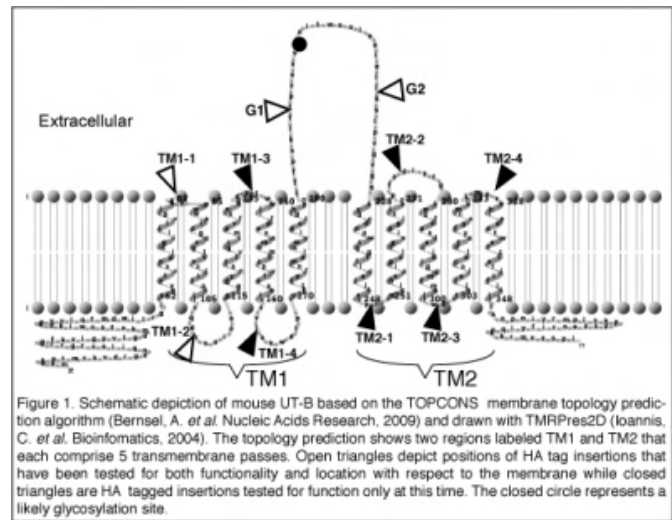 G1
G2
Extracellular
TM1-1
TM1-3
TM2-2
TM2-4
105
115
160
170
TM1-2
TM1-4
TM2-1
TM2-3
TM1
TM2
Figure 1. Schematic depiction of mouse UT-B based on the TOPCONS membrane topology predic-
tion algorithm (Bernsel, A. et al. Nucleic Acids Research, 2009) and drawn with TMRPres2D (Ioannis,
C. et al. Bioinfomatics, 2004). The topology prediction shows two regions labeled TM1 and TM2 that
each comprise 5 transmembrane passes. Open triangles depict positions of HA tag insertions that
have been tested for both functionality and location with respect to the membrane while closed
triangles are HA tagged insertions tested for function only at this time. The closed circle represents a
likely glycosylation site.